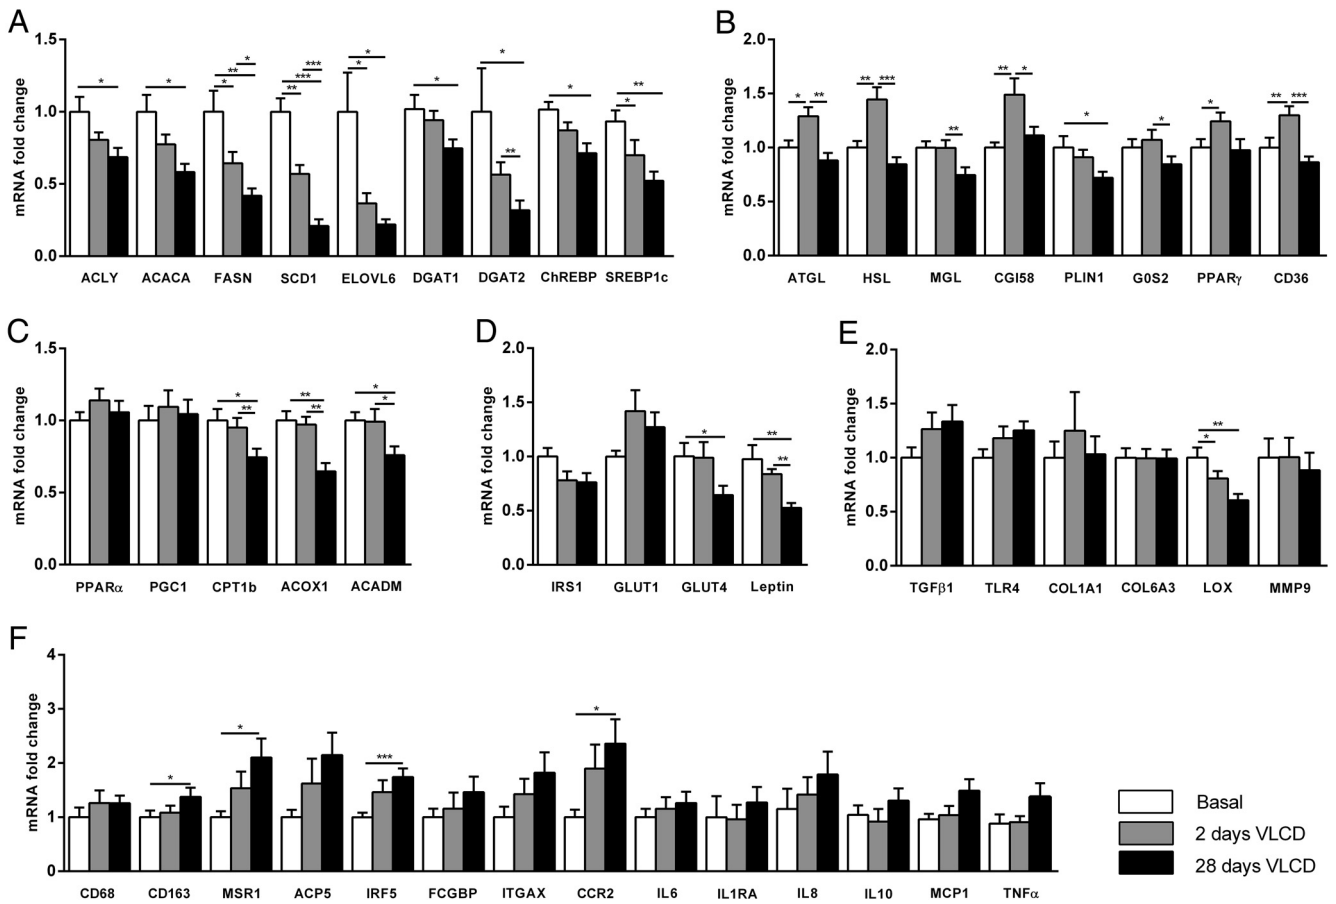 A
1.5
1.0
0.5
0.0
mRNA fold change
* * * ** * ** *** *** * * * * ** * * **
ACLY ACACA FASN SCD1 ELOVL6 DGAT1 DGAT2 ChREBP SREBP1c
B
2.0
1.5
1.0
0.5
0.0
mRNA fold change
* ** ** *** ** ** * * * * ** ***
ATGL HSL MGL CGI58 PLIN1 G0S2 PPARγ CD36
C
1.5
1.0
0.5
0.0
mRNA fold change
* ** ** ** * *
PPARα PGC1 CPT1b ACOX1 ACADM
D
2.0
1.5
1.0
0.5
0.0
mRNA fold change
* ** **
IRS1 GLUT1 GLUT4 Leptin
E
2.0
1.5
1.0
0.5
0.0
mRNA fold change
* **
TGFβ1 TLR4 COL1A1 COL6A3 LOX MMP9
F
4
3
2
1
0
mRNA fold change
* * *** *
CD68 CD163 MSR1 ACP5 IRF5 FCGBP ITGAX CCR2 IL6 IL1RA IL8 IL10 MCP1 TNFα
Basal
2 days VLCD
28 days VLCD